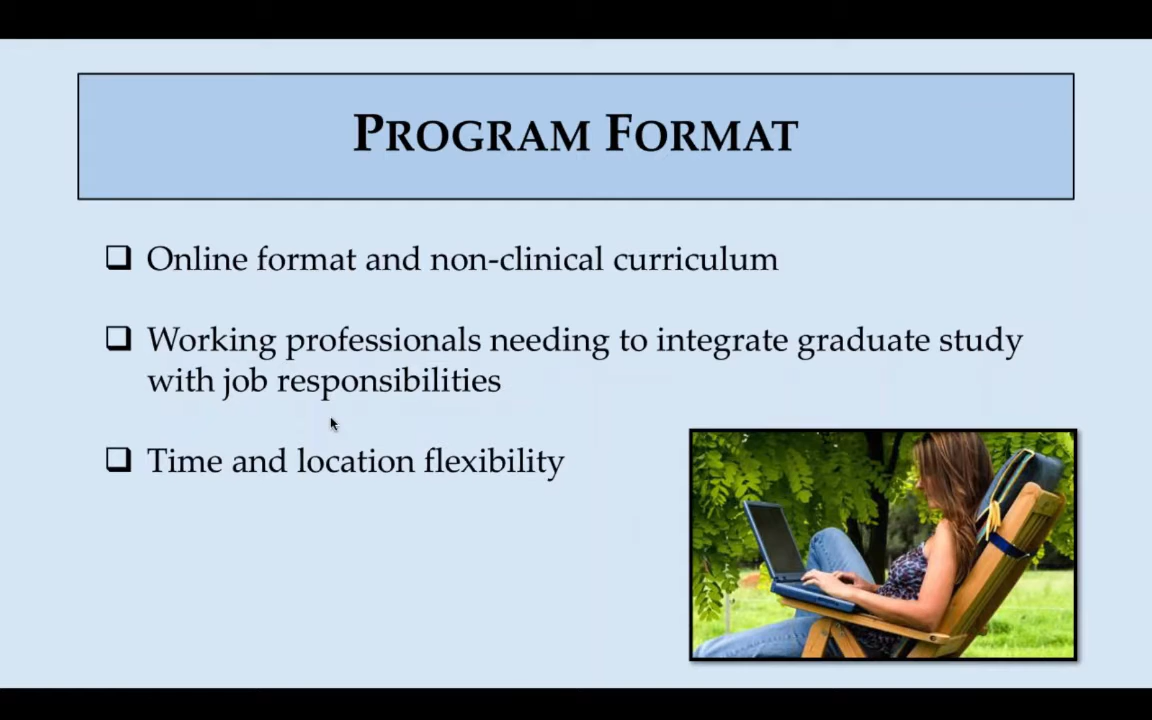 PROGRAM FORMAT
Online format and non-clinical curriculum
Working professionals needing to integrate graduate study
with job responsibilities
Time and location flexibility